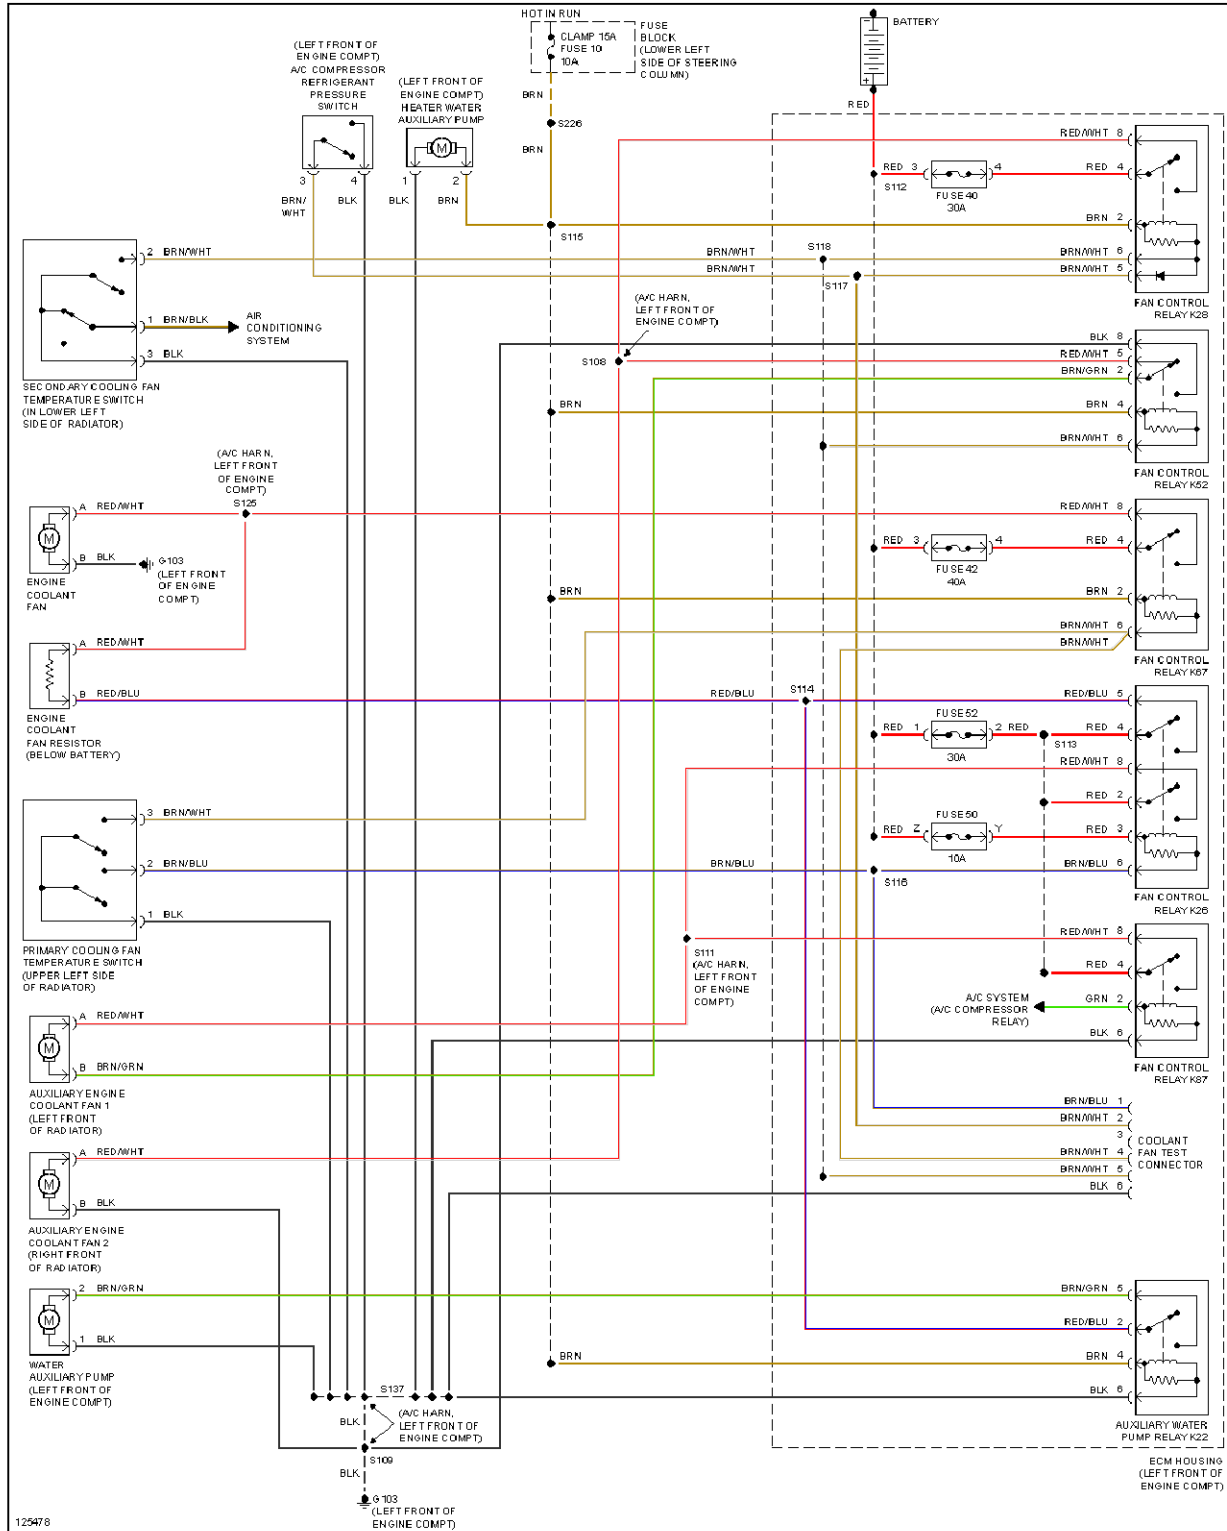 HOT IN RUN
CLAMP 15A
FUSE 10
10A
FUSE
BLOCK
(LOWER LEFT
SIDE OF STEERING
COLUMN)
BATTERY
(LEFT FRONT OF
ENGINE COMPT)
A/C COMPRESSOR
REFRIGERANT
PRESSURE
SWITCH
(LEFT FRONT OF
ENGINE COMPT)
HEATER WATER
AUXILIARY PUMP
M
BRN
S226
BRN
RED
3
4
1
2
BRN/
WHT
BLK
BLK
BRN
S115
RED/WHT 8
RED 3
4
RED 4
S112
FUSE 40
30A
BRN 2
BRN/WHT
S118
BRN/WHT 6
BRN/WHT
S117
BRN/WHT 5
FAN CONTROL
RELAY K28
2 BRN/WHT
1 BRN/BLK
AIR
CONDITIONING
SYSTEM
3 BLK
SECONDARY COOLING FAN
TEMPERATURE SWITCH
(IN LOWER LEFT
SIDE OF RADIATOR)
(A/C HARN,
LEFT FRONT OF
ENGINE COMPT)
S108
BLK 8
RED/WHT 5
BRN/GRN 2
BRN
BRN 4
BRN/WHT 6
FAN CONTROL
RELAY K52
(A/C HARN,
LEFT FRONT
OF ENGINE
COMPT)
S125
A RED/WHT
M
B BLK
G103
(LEFT FRONT
OF ENGINE
COMPT)
ENGINE
COOLANT
FAN
RED/WHT 8
RED 3
4
RED 4
FUSE 42
40A
BRN
BRN 2
BRN/WHT 6
BRN/WHT
FAN CONTROL
RELAY K67
A RED/WHT
B RED/BLU
ENGINE
COOLANT
FAN RESISTOR
(BELOW BATTERY)
RED/BLU
S114
RED/BLU 5
RED 1
FUSE 52
2 RED
30A
S113
RED 4
RED/WHT 8
RED 2
RED Z
FUSE 50
Y
10A
RED 3
BRN/BLU
S116
BRN/BLU 6
FAN CONTROL
RELAY K26
3 BRN/WHT
2 BRN/BLU
1 BLK
PRIMARY COOLING FAN
TEMPERATURE SWITCH
(UPPER LEFT SIDE
OF RADIATOR)
S111
(A/C HARN,
LEFT FRONT
OF ENGINE
COMPT)
RED/WHT 8
RED 4
A/C SYSTEM
(A/C COMPRESSOR
RELAY)
GRN 2
BLK 6
FAN CONTROL
RELAY K87
A RED/WHT
M
B BRN/GRN
AUXILIARY ENGINE
COOLANT FAN 1
(LEFT FRONT
OF RADIATOR)
BRN/BLU 1
BRN/WHT 2
3
BRN/WHT 4
BRN/WHT 5
BLK 6
COOLANT
FAN TEST
CONNECTOR
A RED/WHT
M
B BLK
AUXILIARY ENGINE
COOLANT FAN 2
(RIGHT FRONT
OF RADIATOR)
2 BRN/GRN
M
1 BLK
WATER
AUXILIARY PUMP
(LEFT FRONT OF
ENGINE COMPT)
BRN/GRN 5
RED/BLU 2
BRN
BRN 4
BLK 6
AUXILIARY WATER
PUMP RELAY K22
S137
BLK
(A/C HARN,
LEFT FRONT OF
ENGINE COMPT)
S109
BLK
G103
(LEFT FRONT OF
ENGINE COMPT)
ECM HOUSING
(LEFT FRONT OF
ENGINE COMPT)
125478